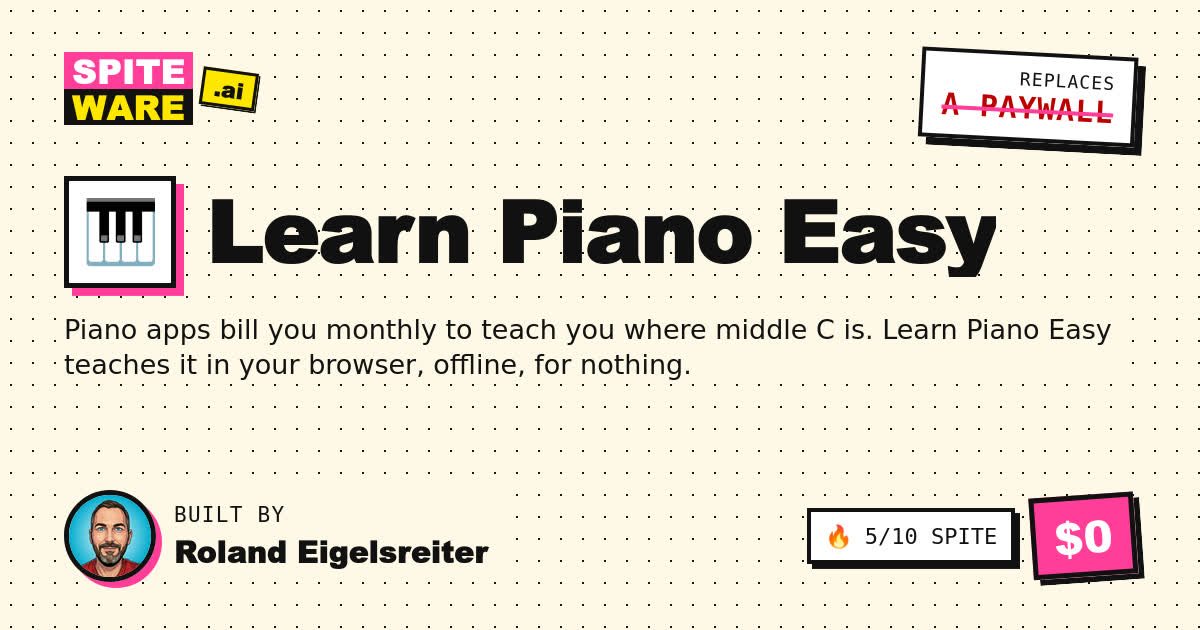 SPITE
WARE
.ai
REPLACES
A PAYWALL
Learn Piano Easy
Piano apps bill you monthly to teach you where middle C is. Learn Piano Easy
teaches it in your browser, offline, for nothing.
BUILT BY
Roland Eigelsreiter
🔥 5/10 SPITE
$0